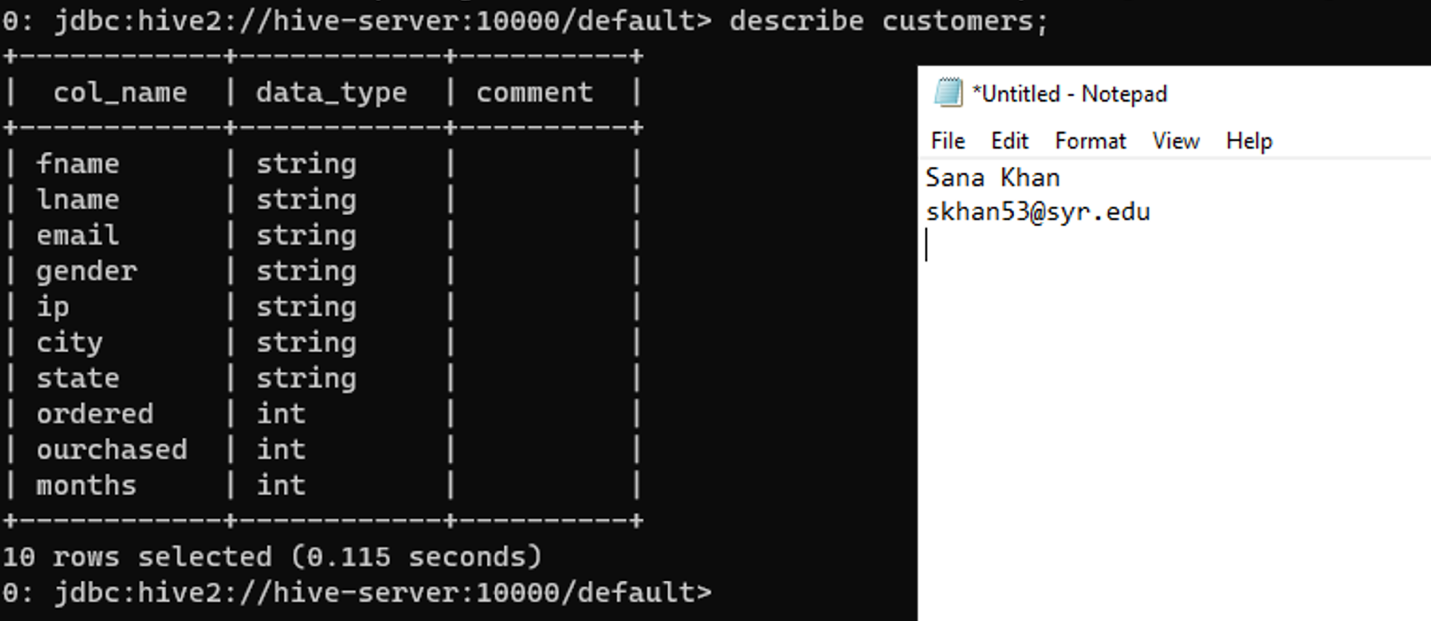 0: jdbc:hive2://hive-server:10000/default> describe customers;
+------------+------------+----------+
|  col_name  | data_type  | comment  |
+------------+------------+----------+
| fname      | string     |          |
| lname      | string     |          |
| email      | string     |          |
| gender     | string     |          |
| ip         | string     |          |
| city       | string     |          |
| state      | string     |          |
| ordered    | int        |          |
| ourchased  | int        |          |
| months     | int        |          |
+------------+------------+----------+
10 rows selected (0.115 seconds)
0: jdbc:hive2://hive-server:10000/default>
*Untitled - Notepad
File Edit Format View Help
Sana Khan
skhan53@syr.edu